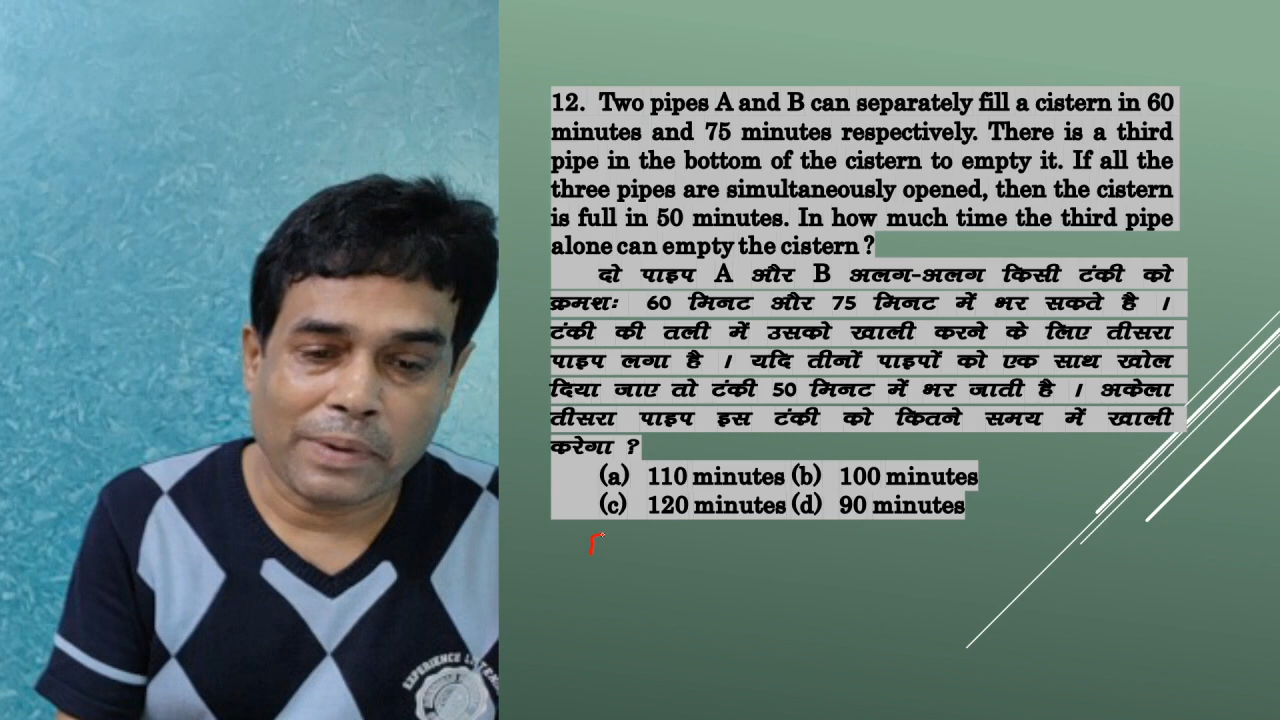 12. Two pipes A and B can separately fill a cistern in 60
minutes and 75 minutes respectively. There is a third
pipe in the bottom of the cistern to empty it. If all the
three pipes are simultaneously opened, then the cistern
is full in 50 minutes. In how much time the third pipe
alone can empty the cistern ?
दो पाइप A और B अलग-अलग किसी टंकी को
क्रमशः 60 मिनट और 75 मिनट में भर सकते है ।
टंकी की तली में उसको खाली करने के लिए तीसरा
पाइप लगा है । यदि तीनों पाइपों को एक साथ खोल
दिया जाए तो टंकी 50 मिनट में भर जाती है । अकेला
तीसरा पाइप इस टंकी को कितने समय में खाली
करेगा ?
(a) 110 minutes (b) 100 minutes
(c) 120 minutes (d) 90 minutes
EXPERIENCE